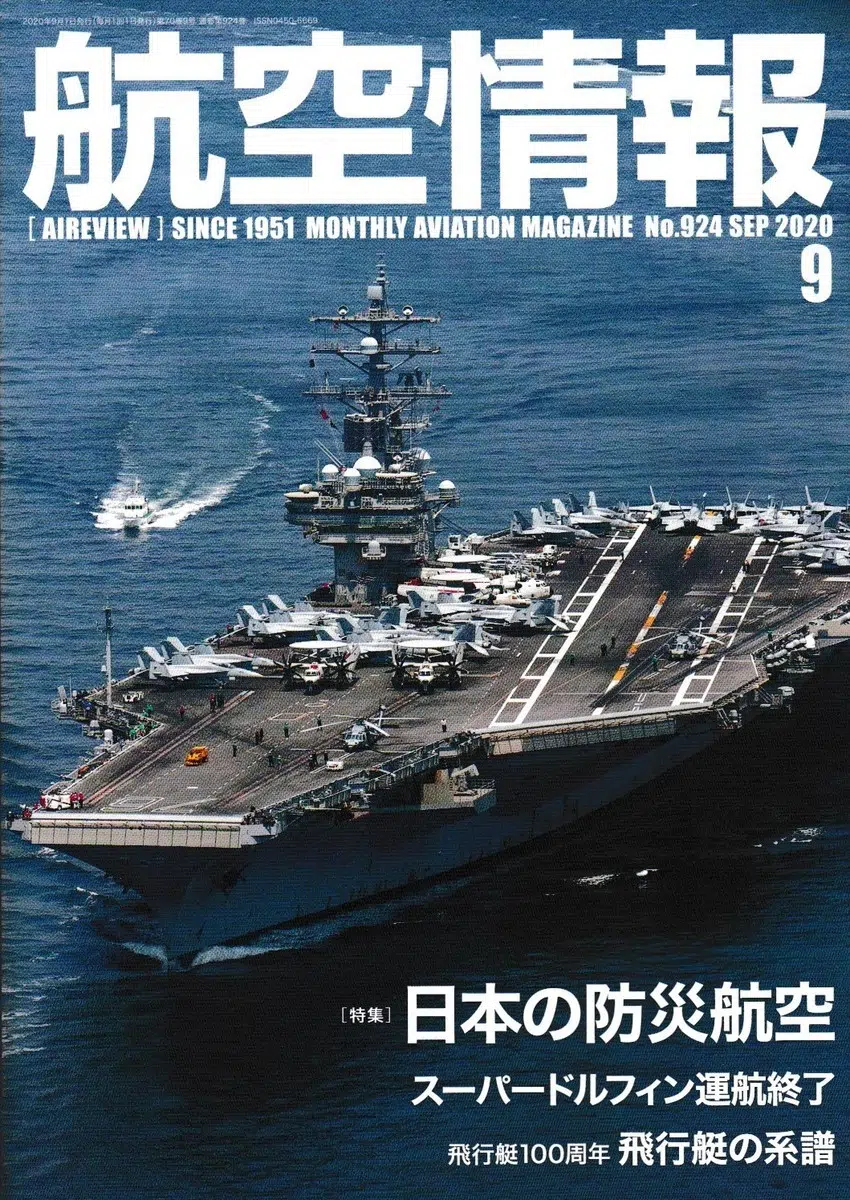 2020年9月1日発行(毎月1回1日発行)第70巻9号 通巻第924号 ISSN0450-6669
航空情報
[ AIREVIEW ] SINCE 1951 MONTHLY AVIATION MAGAZINE No.924 SEP 2020
9
[特集] 日本の防災航空
スーパードルフィン運航終了
飛行艇100周年 飛行艇の系譜